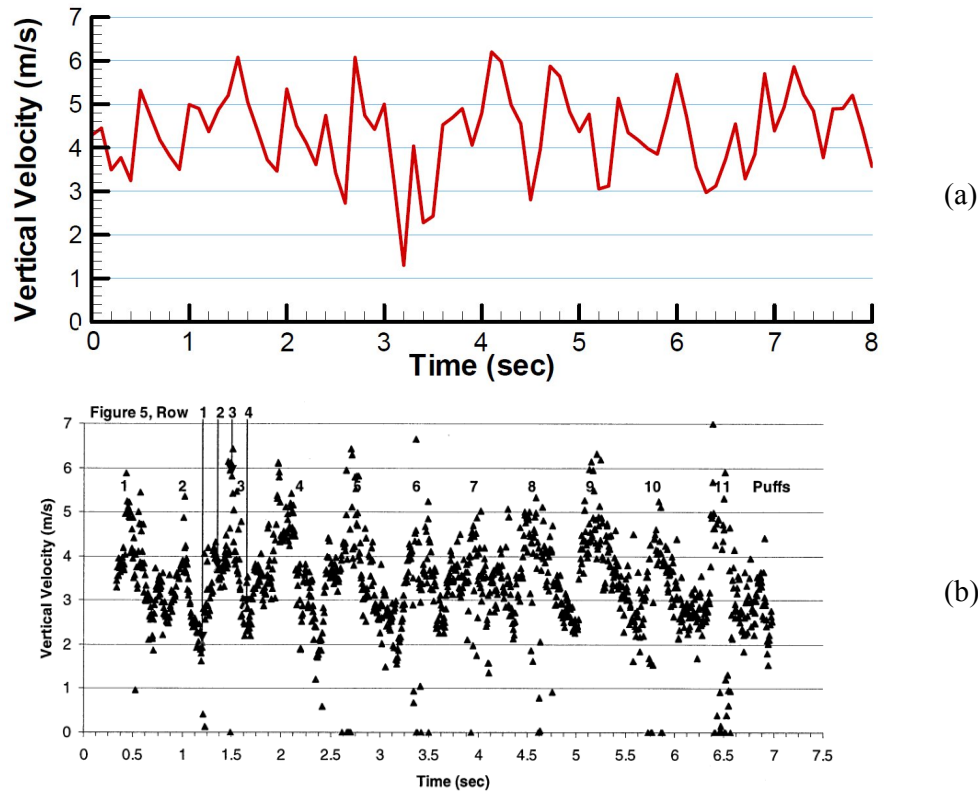 7
6
5
4
3
2
1
0
Vertical Velocity (m/s)
0 1 2 3 4 5 6 7 8
Time (sec)
(a)
Figure 5, Row 1 2 3 4
7
6
5
4
3
2
1
0
Vertical Velocity (m/s)
1 2 3 4 5 6 7 8 9 10 11 Puffs
0 0.5 1 1.5 2 2.5 3 3.5 4 4.5 5 5.5 6 6.5 7 7.5
Time (sec)
(b)